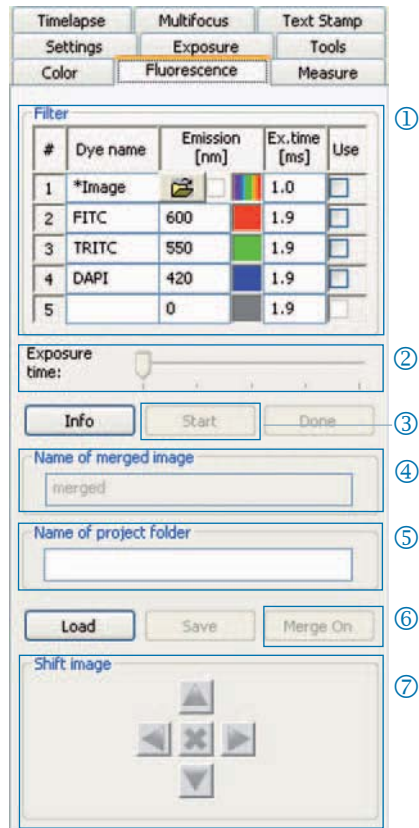 Timelapse Multifocus Text Stamp
Settings Exposure Tools
Color Fluorescence Measure
Filter ①
# Dye name Emission [nm] Ex.time [ms] Use
1 *Image 1.0
2 FITC 600 1.9
3 TRITC 550 1.9
4 DAPI 420 1.9
5 0 1.9
Exposure ②
time:
Info Start Done ③
Name of merged image ④
merged
Name of project folder ⑤
Load Save Merge On ⑥
Shift image ⑦